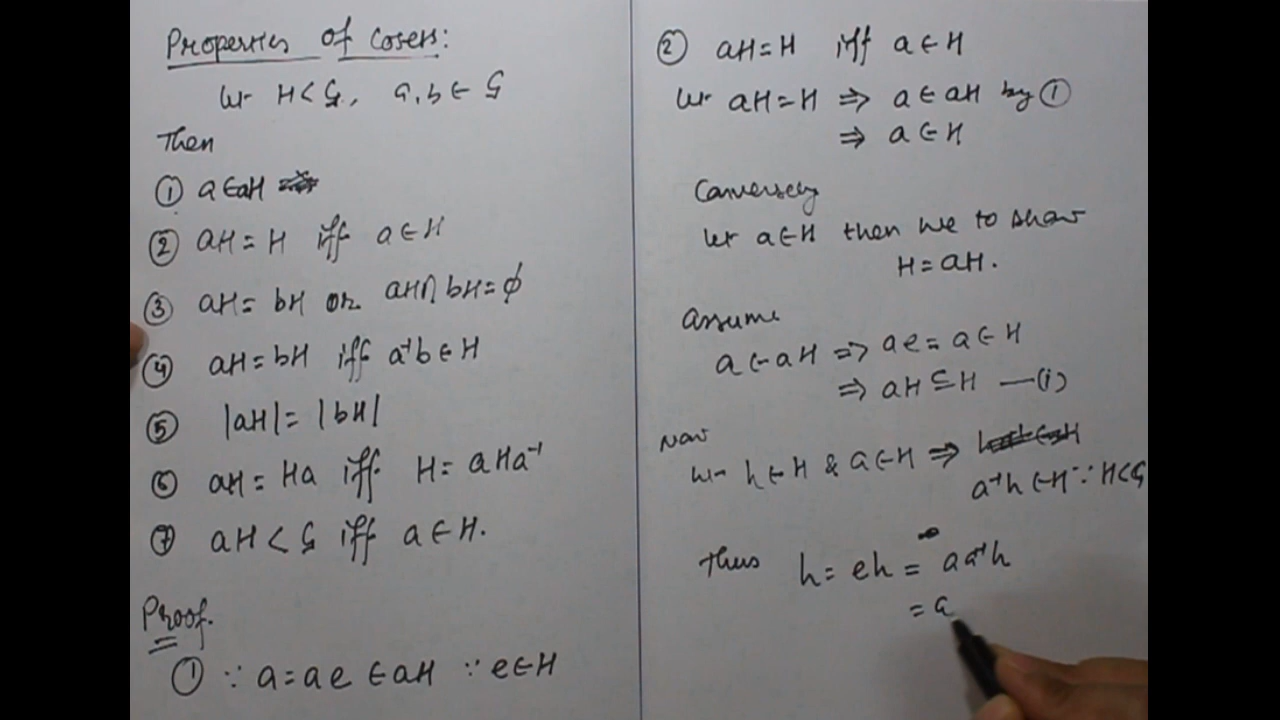 Properties of Cosets:
let H < G, a, b ∈ G
Then
① a ∈ aH
② aH = H iff a ∈ H
③ aH = bH or aH ∩ bH = ϕ
④ aH = bH iff a⁻¹b ∈ H
⑤ |aH| = |bH|
⑥ aH = Ha iff H = aHa⁻¹
⑦ aH < G iff a ∈ H.
Proof.
① ∵ a = ae ∈ aH ∵ e ∈ H
② aH = H iff a ∈ H
let aH = H ⇒ a ∈ aH by ①
⇒ a ∈ H
Conversely
let a ∈ H then we to show
H = aH.
Assume
a ∈ aH ⇒ ae = a ∈ H
⇒ aH ⊆ H —(i)
Now
let h ∈ H & a ∈ H ⇒
a⁻¹h ∈ H ∵ H < G
Thus h = eh = aa⁻¹h
= a